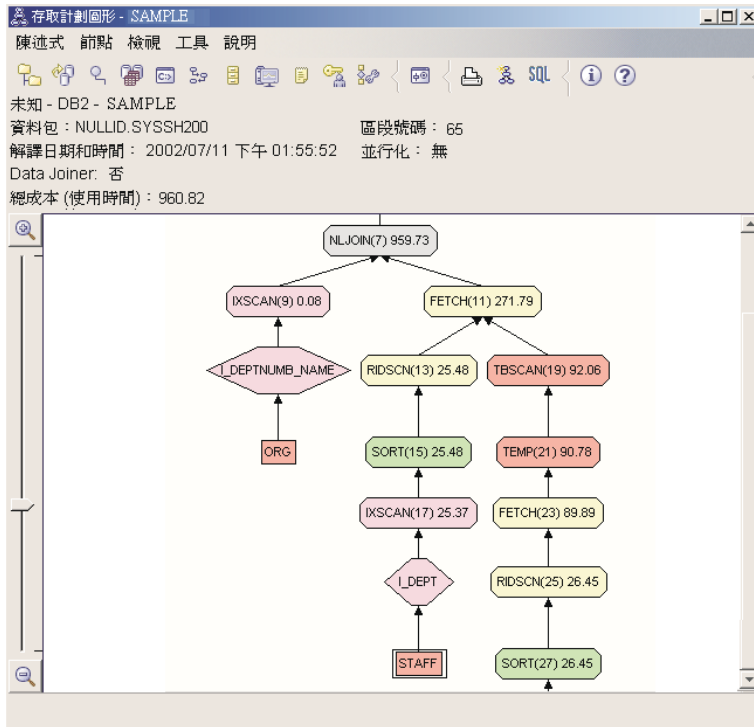 存取計劃圖形 - SAMPLE
陳述式 節點 檢視 工具 說明
SQL
未知 - DB2 - SAMPLE
資料包：NULLID.SYSSH200 區段號碼： 65
解譯日期和時間： 2002/07/11 下午 01:55:52 並行化： 無
Data Joiner: 否
總成本 (使用時間)：960.82
NLJOIN(7) 959.73
IXSCAN(9) 0.08 FETCH(11) 271.79
I_DEPTNUMB_NAME RIDSCN(13) 25.48 TBSCAN(19) 92.06
ORG SORT(15) 25.48 TEMP(21) 90.78
IXSCAN(17) 25.37 FETCH(23) 89.89
I_DEPT RIDSCN(25) 26.45
STAFF SORT(27) 26.45